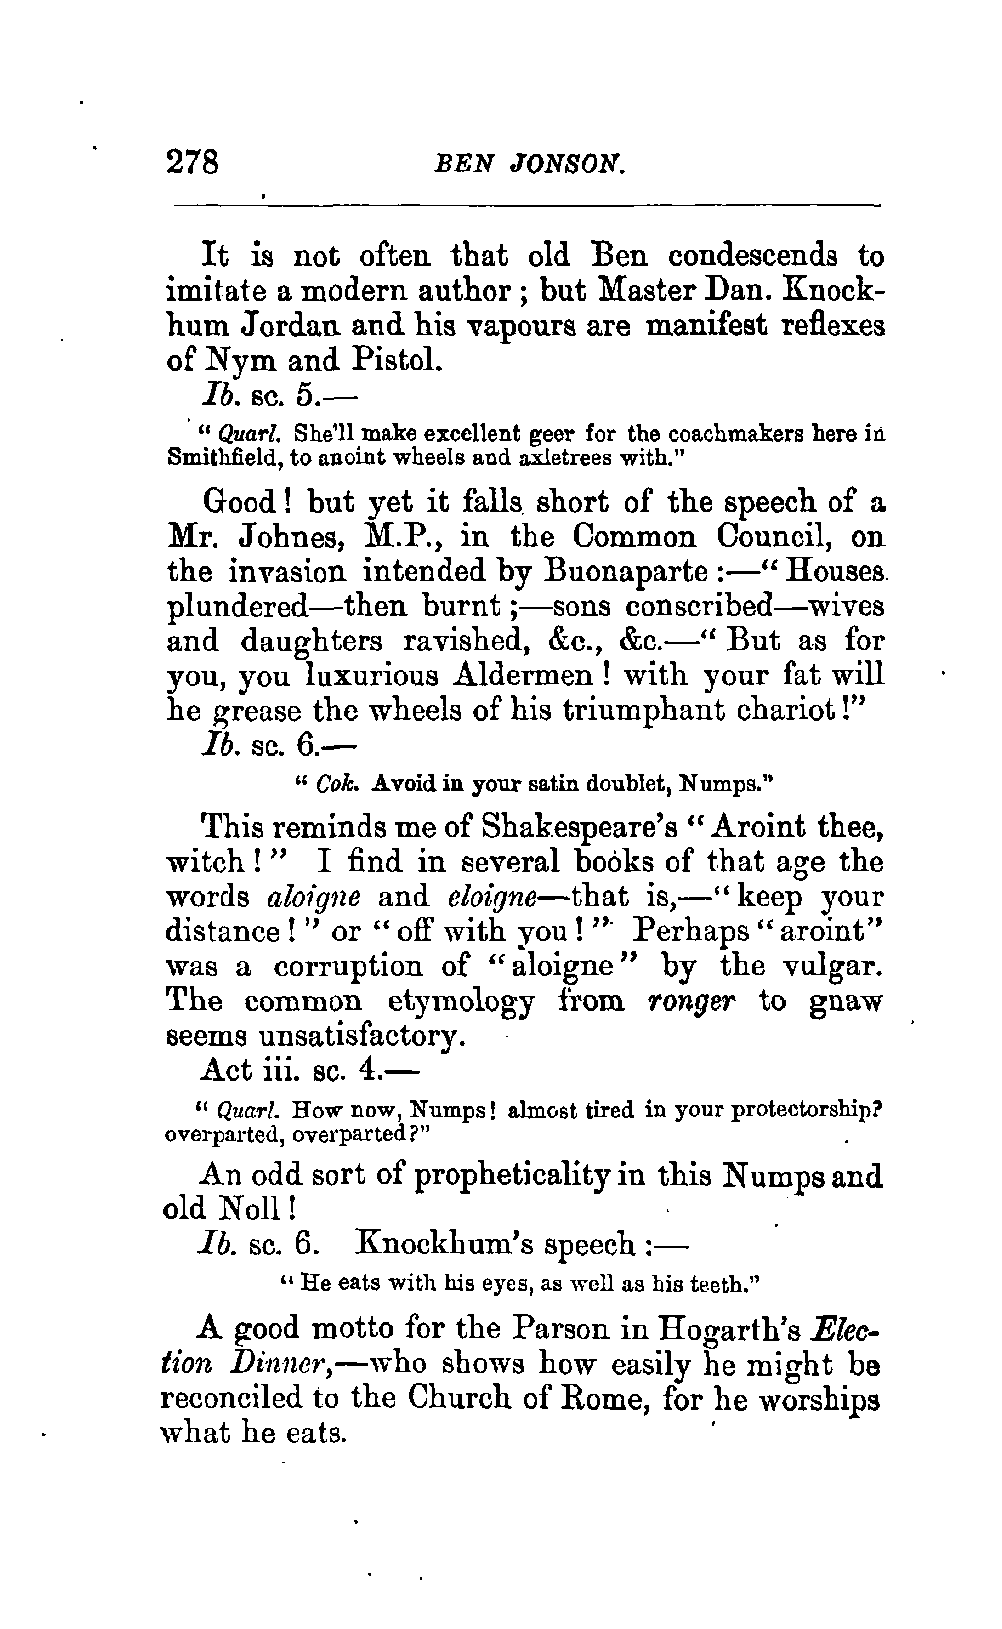 278 BEN JONSON.
It is not often that old Ben condescends to
imitate a modern author; but Master Dan. Knock-
hum Jordan and his vapours are manifest reflexes
of Nym and Pistol.
Ib. sc. 5.—
" Quarl. She'll make excellent geer for the coachmakers here in
Smithfield, to anoint wheels and axletrees with."
Good! but yet it falls short of the speech of a
Mr. Johnes, M.P., in the Common Council, on
the invasion intended by Buonaparte:—" Houses
plundered—then burnt;—sons conscribed—wives
and daughters ravished, &c., &c.—" But as for
you, you luxurious Aldermen! with your fat will
he grease the wheels of his triumphant chariot!"
Ib. sc. 6.—
" Cok. Avoid in your satin doublet, Numps."
This reminds me of Shakespeare's " Aroint thee,
witch!" I find in several books of that age the
words aloigne and eloigne—that is,—" keep your
distance!" or " off with you!" Perhaps " aroint"
was a corruption of " aloigne" by the vulgar.
The common etymology from ronger to gnaw
seems unsatisfactory.
Act iii. sc. 4.—
" Quarl. How now, Numps! almost tired in your protectorship?
overparted, overparted?"
An odd sort of propheticality in this Numps and
old Noll!
Ib. sc. 6. Knockhum's speech:—
" He eats with his eyes, as well as his teeth."
A good motto for the Parson in Hogarth's Elec-
tion Dinner,—who shows how easily he might be
reconciled to the Church of Rome, for he worships
what he eats.